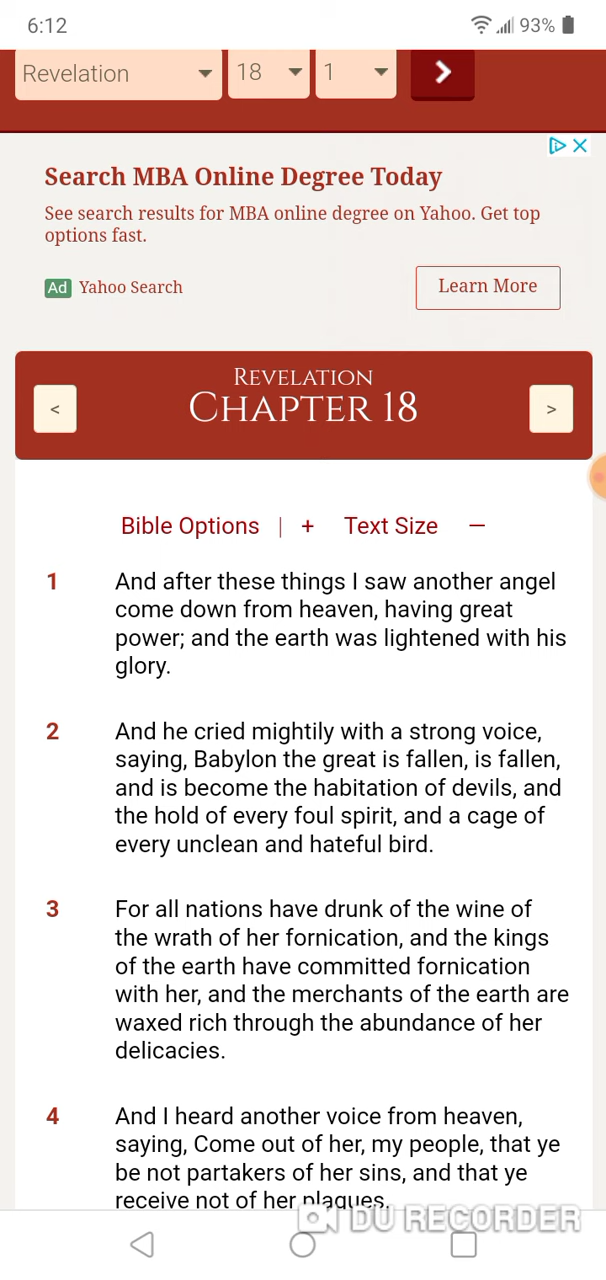 6:12 93%
Revelation 18 1
Search MBA Online Degree Today
See search results for MBA online degree on Yahoo. Get top
options fast.
Ad Yahoo Search Learn More
REVELATION
< CHAPTER 18 >
Bible Options | + Text Size —
1 And after these things I saw another angel
come down from heaven, having great
power; and the earth was lightened with his
glory.
2 And he cried mightily with a strong voice,
saying, Babylon the great is fallen, is fallen,
and is become the habitation of devils, and
the hold of every foul spirit, and a cage of
every unclean and hateful bird.
3 For all nations have drunk of the wine of
the wrath of her fornication, and the kings
of the earth have committed fornication
with her, and the merchants of the earth are
waxed rich through the abundance of her
delicacies.
4 And I heard another voice from heaven,
saying, Come out of her, my people, that ye
be not partakers of her sins, and that ye
receive not of her plagues.
DU RECORDER